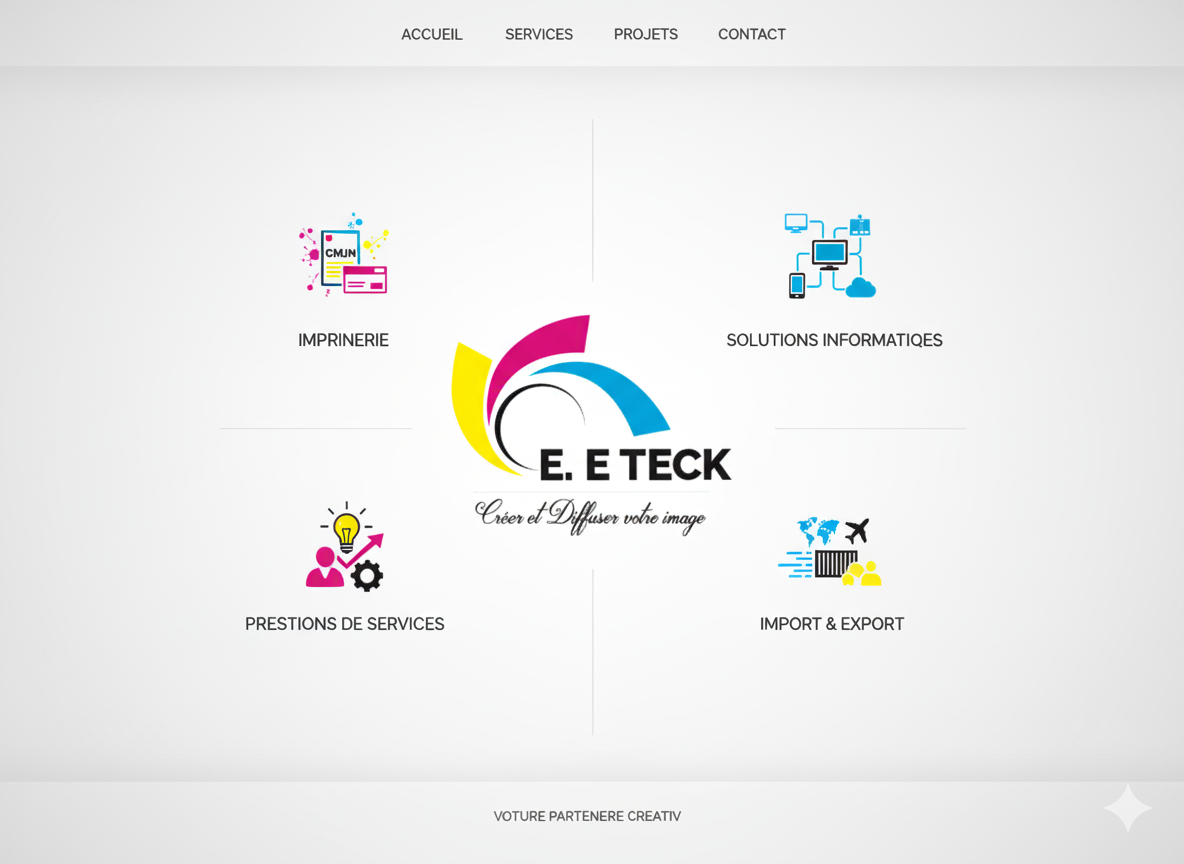 ACCUEIL SERVICES PROJETS CONTACT
CMJN
IMPRINERIE
SOLUTIONS INFORMATIQES
E. E TECK
Créer et Diffuser votre image
PRESTIONS DE SERVICES
IMPORT & EXPORT
VOTURE PARTENERE CREATIV